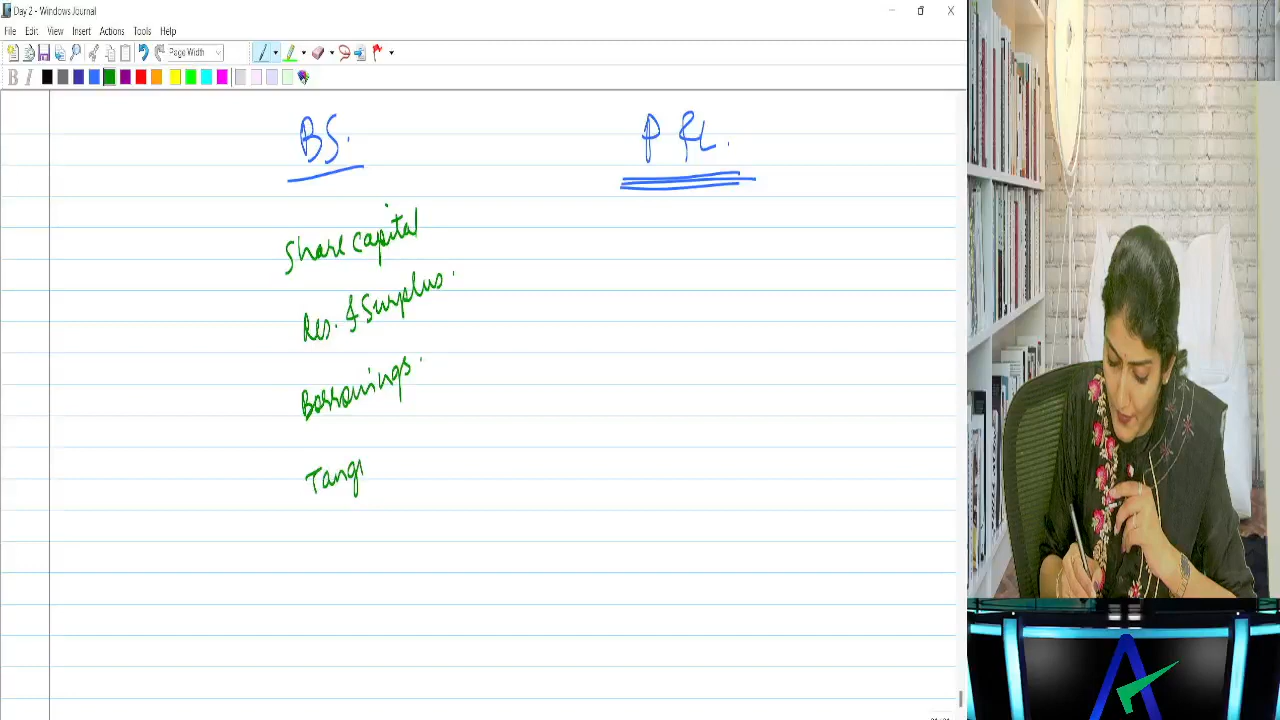 Day 2 - Windows Journal
File Edit View Insert Actions Tools Help
Page Width
B I
BS. P &L.
Share capital
Res. & Surplus.
Borrowings.
Tang